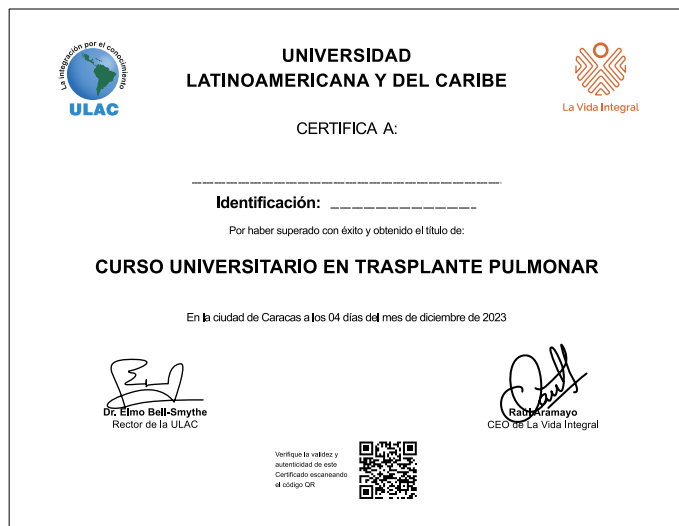 La integración por el conocimiento
ULAC
UNIVERSIDAD
LATINOAMERICANA Y DEL CARIBE
La Vida Integral
CERTIFICA A:
Identificación:
Por haber superado con éxito y obtenido el título de:
CURSO UNIVERSITARIO EN TRASPLANTE PULMONAR
En la ciudad de Caracas a los 04 días del mes de diciembre de 2023
Dr. Elmo Bell-Smythe
Rector de la ULAC
Raúl Aramayo
CEO de La Vida Integral
Verifique la validez y
autenticidad de este
Certificado escaneando
el código QR